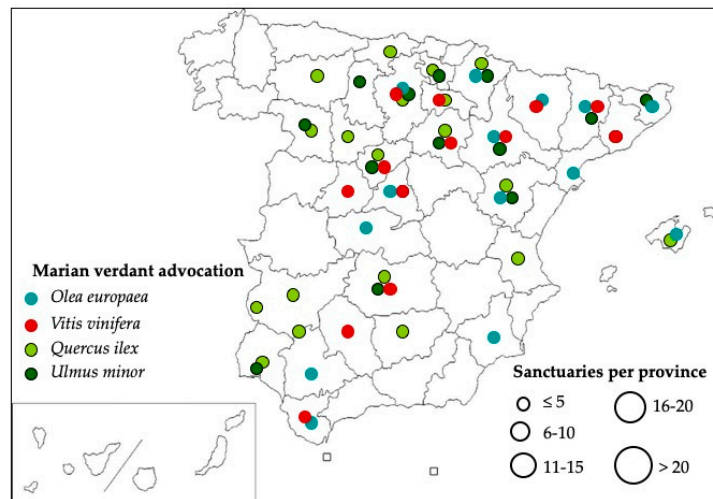 Marian verdant advocation
Olea europaea
Vitis vinifera
Quercus ilex
Ulmus minor
Sanctuaries per province
≤ 5
6-10
11-15
16-20
> 20